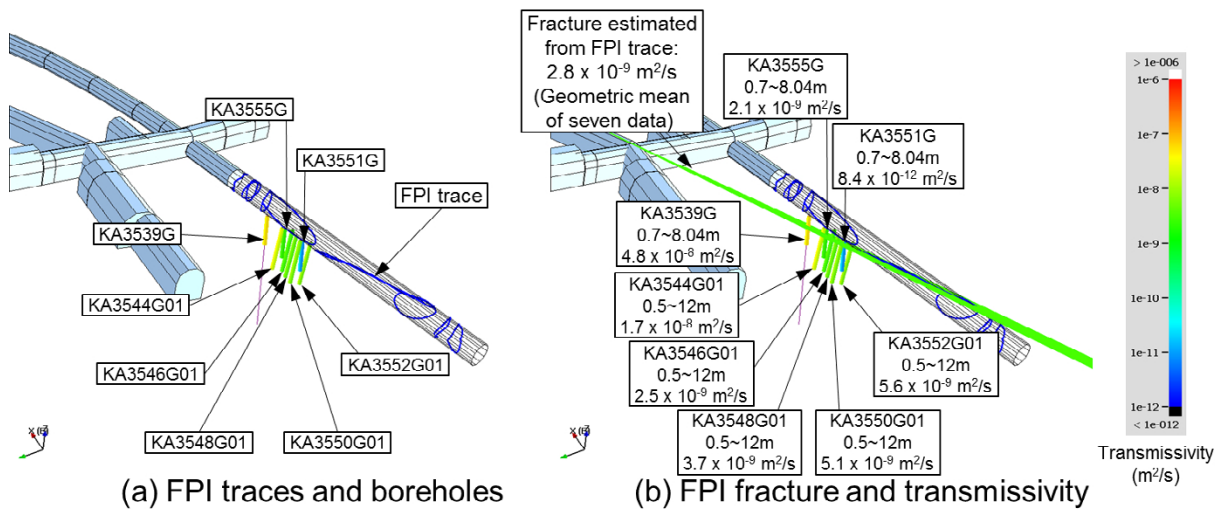 KA3555G
KA3551G
FPI trace
KA3539G
KA3544G01
KA3546G01
KA3552G01
KA3548G01
KA3550G01
(a) FPI traces and boreholes
Fracture estimated
from FPI trace:
2.8 x 10⁻⁹ m²/s
(Geometric mean
of seven data)
KA3555G
0.7~8.04m
2.1 x 10⁻⁹ m²/s
KA3551G
0.7~8.04m
8.4 x 10⁻¹² m²/s
KA3539G
0.7~8.04m
4.8 x 10⁻⁸ m²/s
KA3544G01
0.5~12m
1.7 x 10⁻⁸ m²/s
KA3546G01
0.5~12m
2.5 x 10⁻⁹ m²/s
KA3552G01
0.5~12m
5.6 x 10⁻⁹ m²/s
KA3548G01
0.5~12m
3.7 x 10⁻⁹ m²/s
KA3550G01
0.5~12m
5.1 x 10⁻⁹ m²/s
(b) FPI fracture and transmissivity
> 1e-006
1e-6
1e-7
1e-8
1e-9
1e-10
1e-11
1e-12
< 1e-012
Transmissivity
(m²/s)